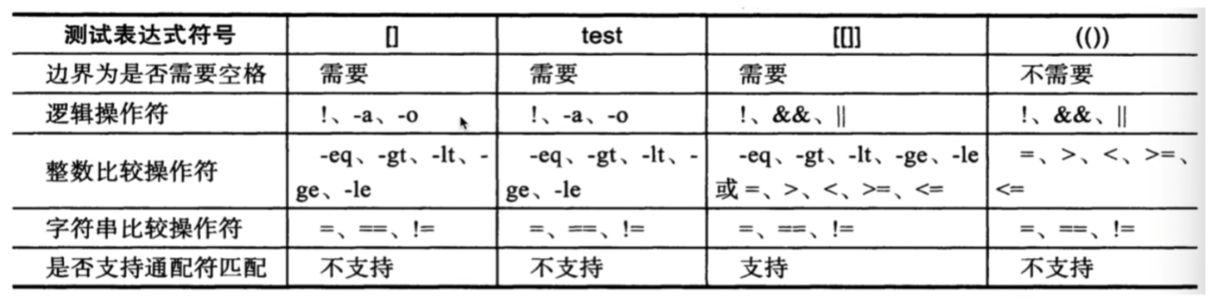 测试表达式符号 [] test [[]] (())
边界为是否需要空格 需要 需要 需要 不需要
逻辑操作符 !、-a、-o !、-a、-o !、&&、|| !、&&、||
整数比较操作符 -eq、-gt、-lt、-ge、-le -eq、-gt、-lt、-ge、-le -eq、-gt、-lt、-ge、-le或 =、>、<、>=、<= =、>、<、>=、<=
字符串比较操作符 =、==、!= =、==、!= =、==、!= =、==、!=
是否支持通配符匹配 不支持 不支持 支持 不支持